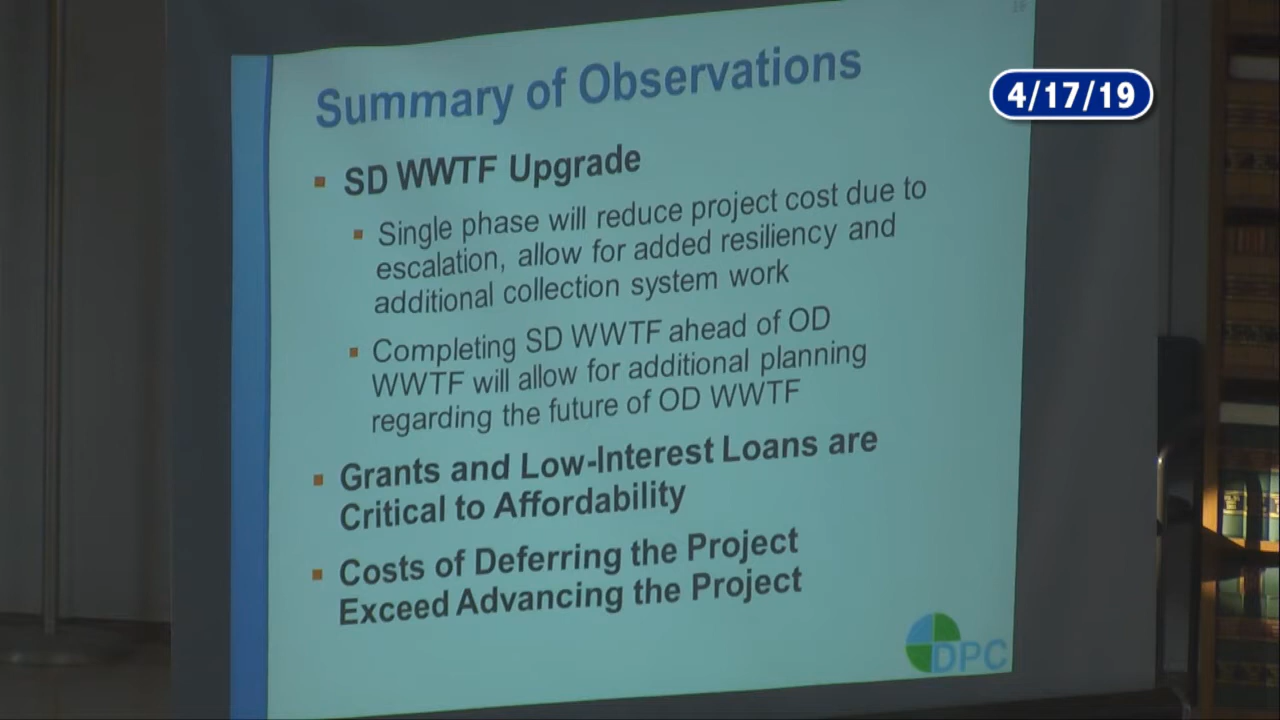 16
4/17/19
Summary of Observations
SD WWTF Upgrade
Single phase will reduce project cost due to
escalation, allow for added resiliency and
additional collection system work
Completing SD WWTF ahead of OD
WWTF will allow for additional planning
regarding the future of OD WWTF
Grants and Low-Interest Loans are
Critical to Affordability
Costs of Deferring the Project
Exceed Advancing the Project
DPC